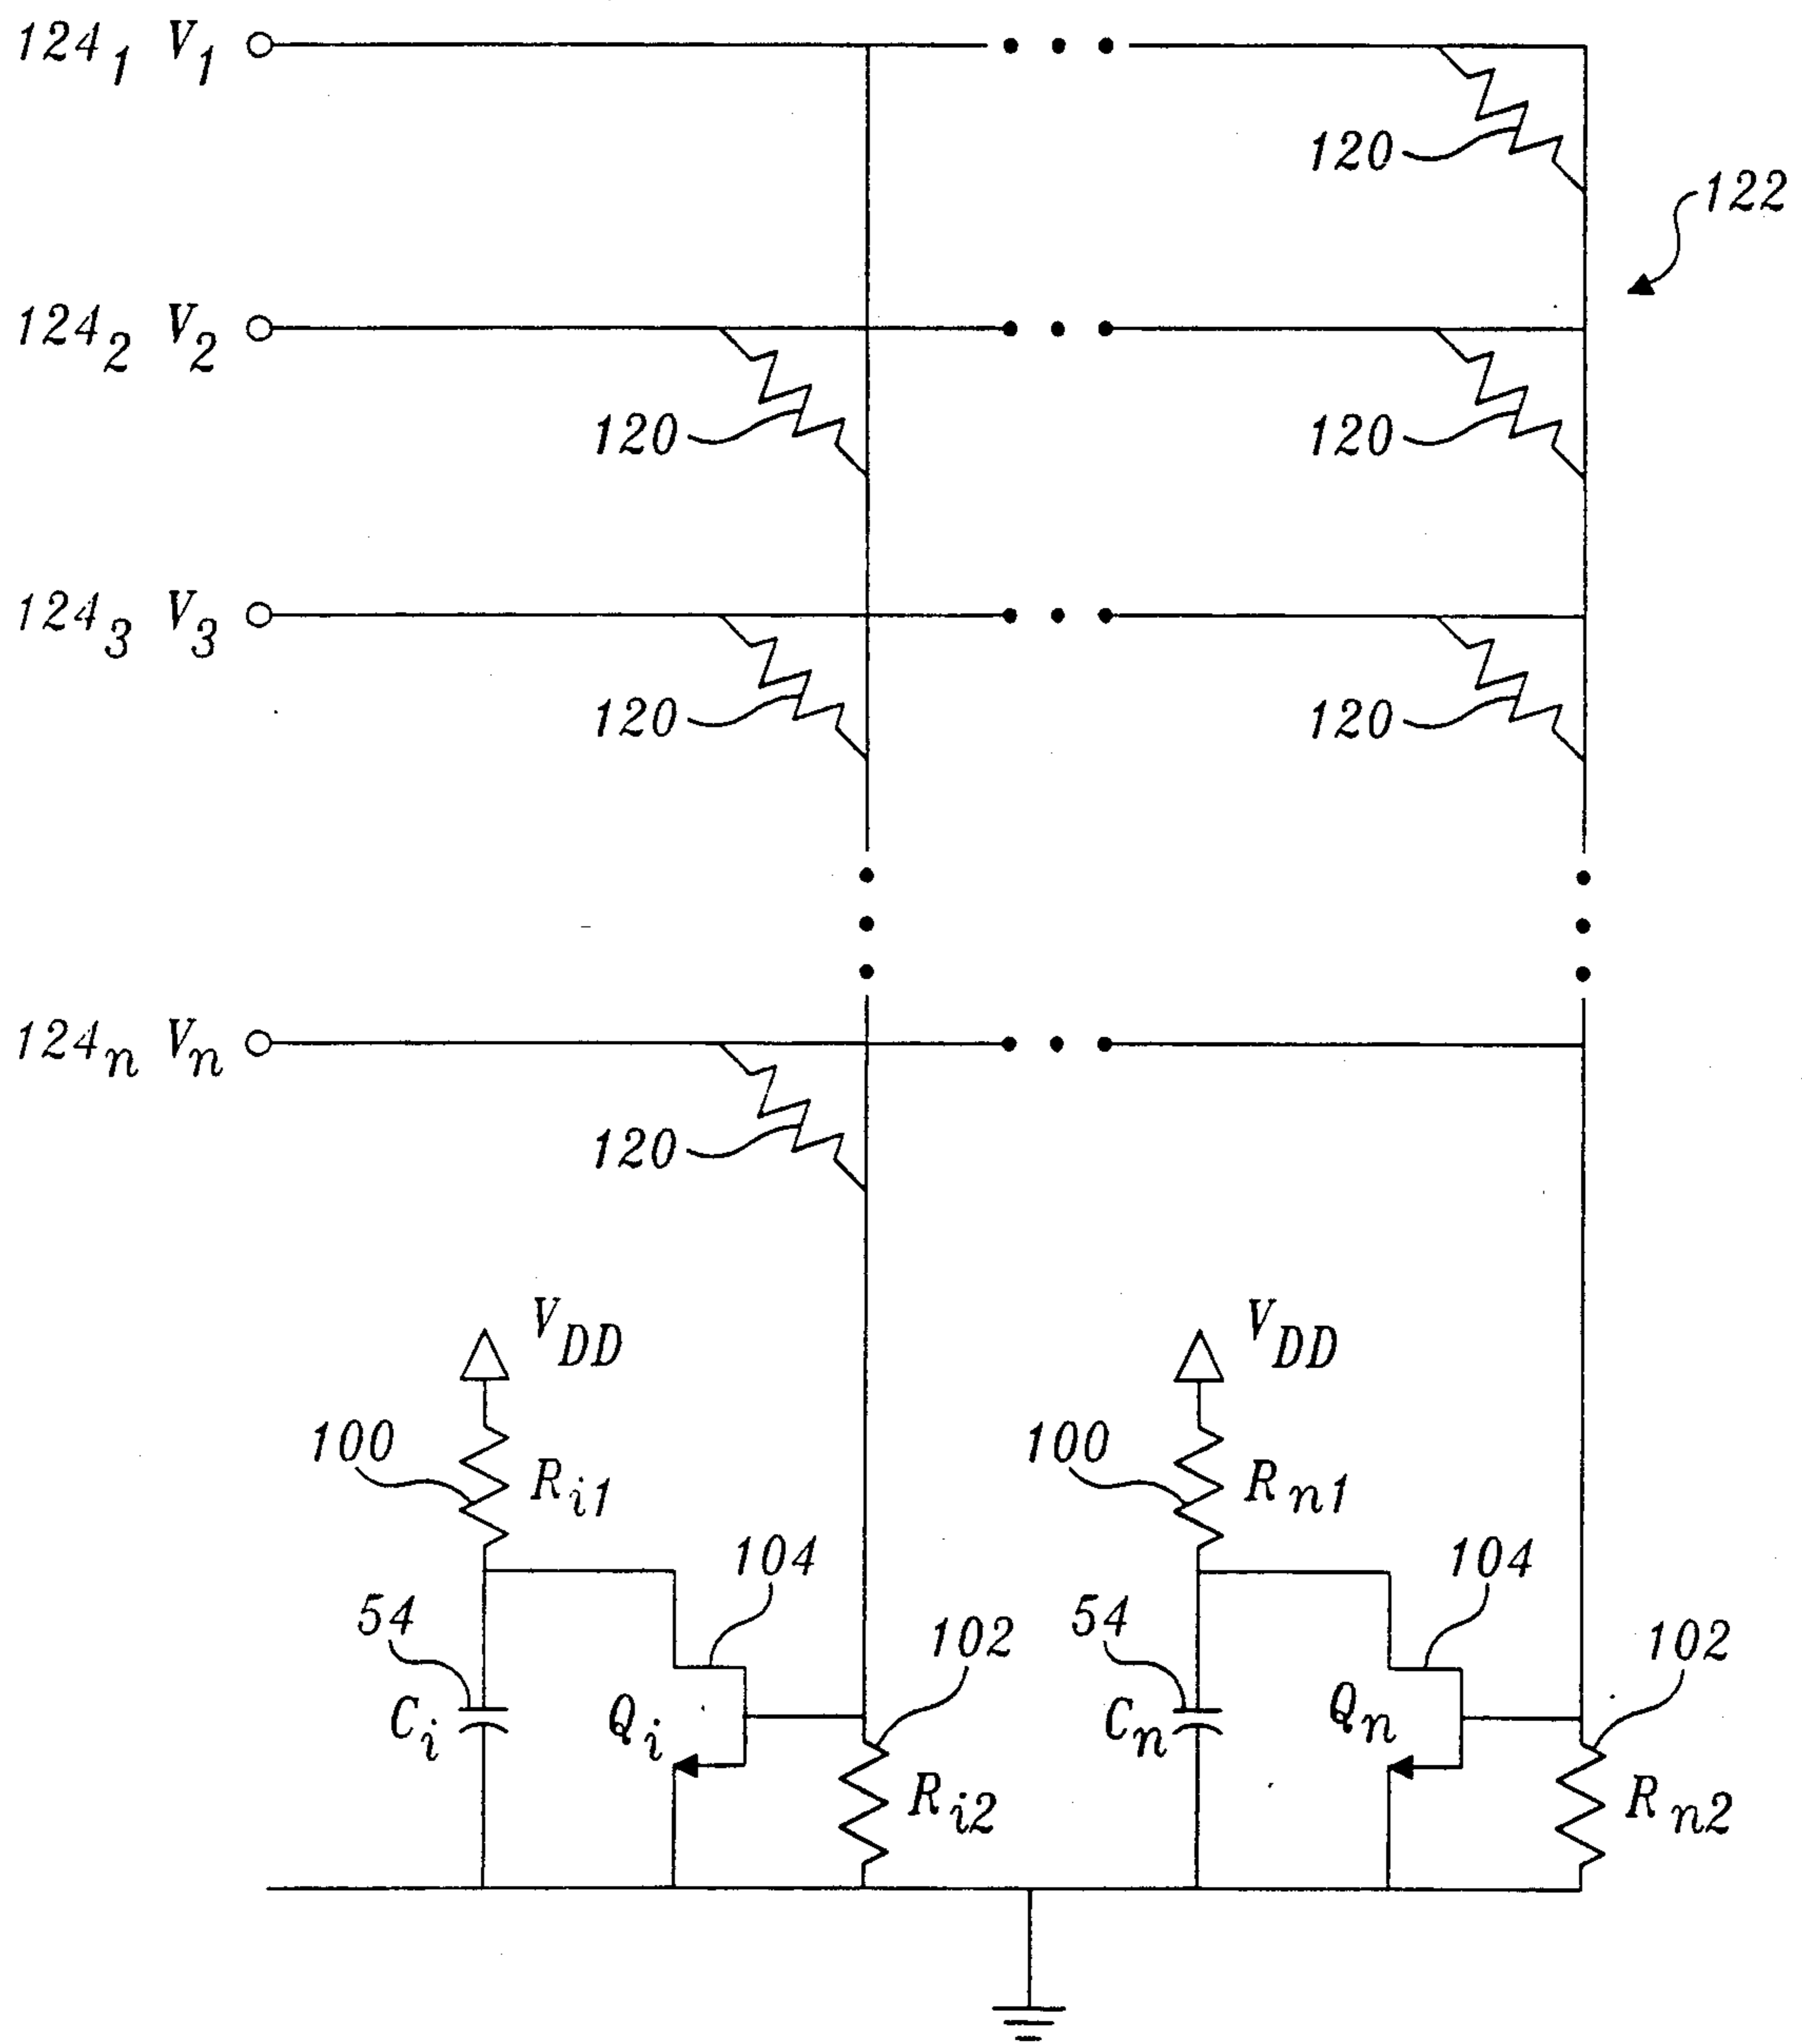 124₁ V₁
120
122
124₂ V₂
120
120
124₃ V₃
120
120
124ₙ Vₙ
120
V_DD
V_DD
100
R_i1
100
R_n1
104
104
54
102
54
102
C_i
Q_i
C_n
Q_n
R_i2
R_n2